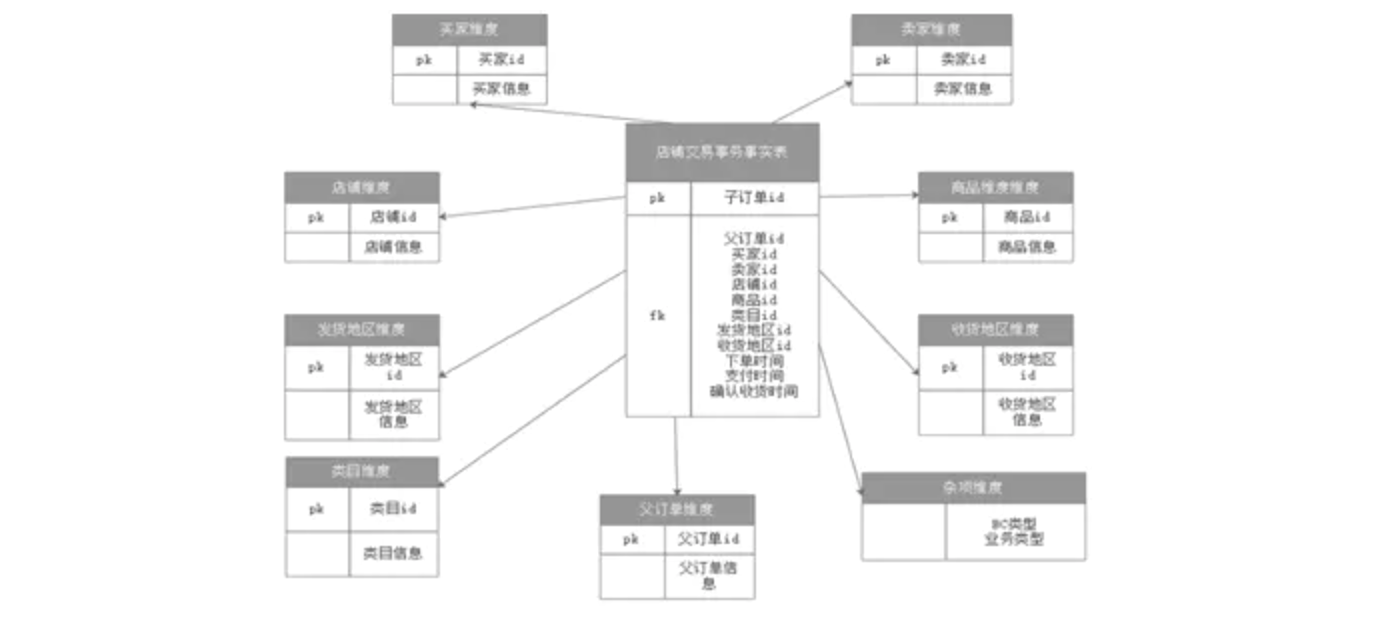 买家维度
pk 买家id
买家信息
卖家维度
pk 卖家id
卖家信息
店铺交易事务事实表
pk 子订单id
fk
父订单id
买家id
卖家id
店铺id
商品id
类目id
发货地区id
收货地区id
下单时间
支付时间
确认收货时间
店铺维度
pk 店铺id
店铺信息
商品维度维度
pk 商品id
商品信息
发货地区维度
pk 发货地区
id
发货地区
信息
收货地区维度
pk 收货地区
id
收货地区
信息
类目维度
pk 类目id
类目信息
父订单维度
pk 父订单id
父订单信
息
杂项维度
BC类型
业务类型